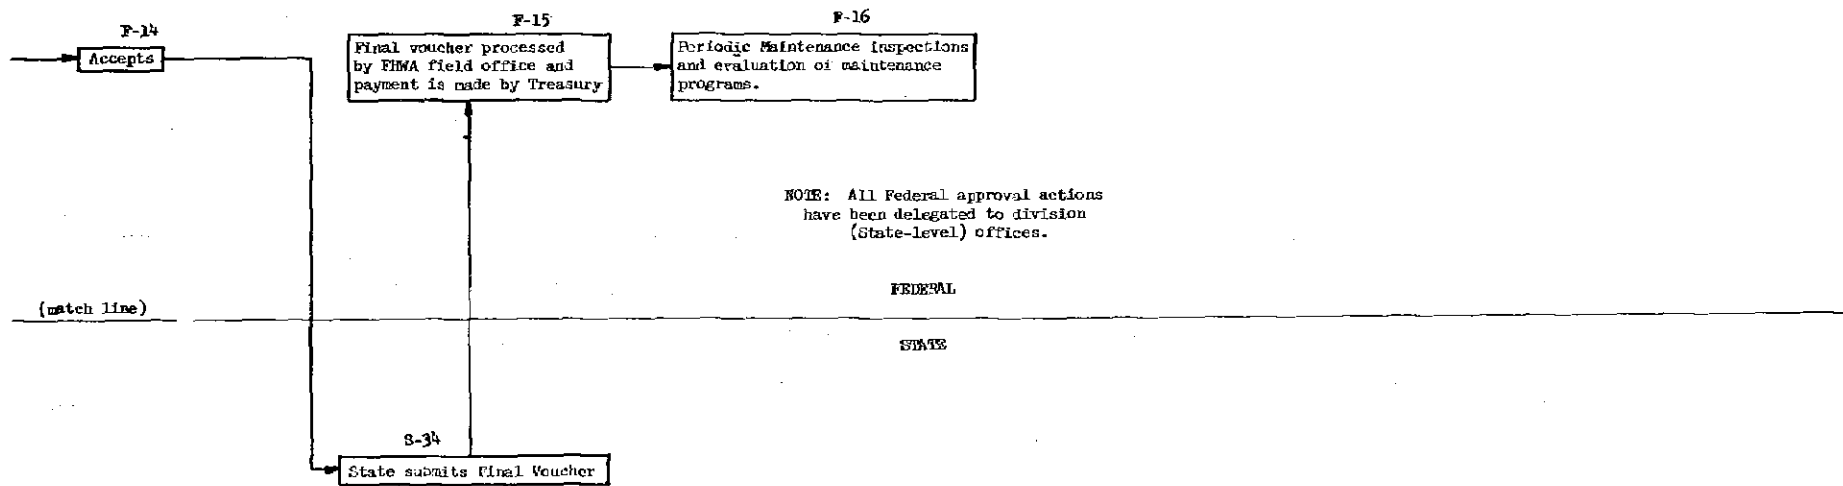 F-14
Accepts
F-15
Final voucher processed
by FHWA field office and
payment is made by Treasury
F-16
Periodic Maintenance inspections
and evaluation of maintenance
programs.
NOTE: All Federal approval actions
have been delegated to division
(State-level) offices.
FEDERAL
(match line)
STATE
S-34
State submits Final Voucher